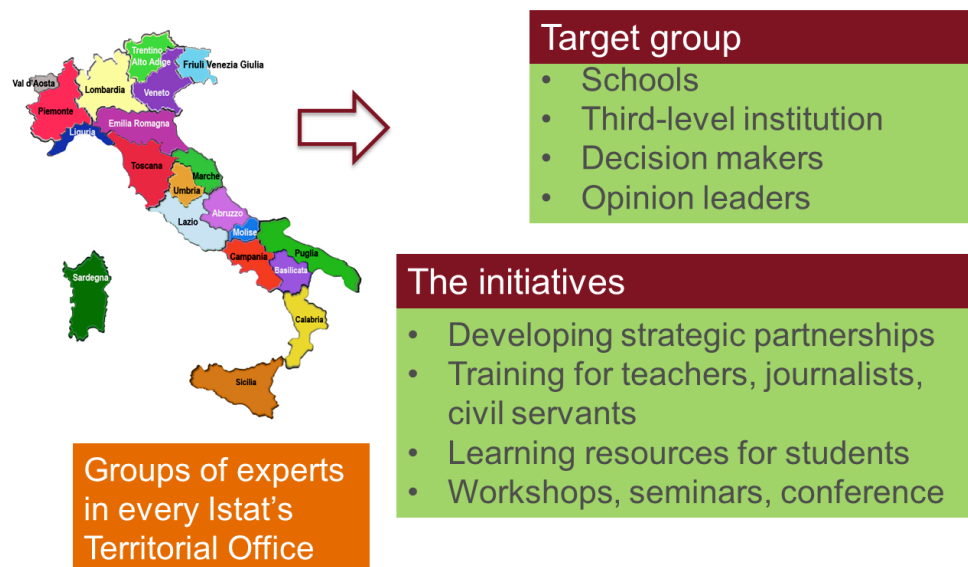 Trentino
Alto Adige
Friuli Venezia Giulia
Val d'Aosta
Lombardia
Veneto
Piemonte
Emilia Romagna
Liguria
Toscana
Marche
Umbria
Lazio
Abruzzo
Molise
Campania
Puglia
Basilicata
Sardegna
Calabria
Sicilia
Target group
• Schools
• Third-level institution
• Decision makers
• Opinion leaders
The initiatives
• Developing strategic partnerships
• Training for teachers, journalists,
civil servants
• Learning resources for students
• Workshops, seminars, conference
Groups of experts
in every Istat's
Territorial Office